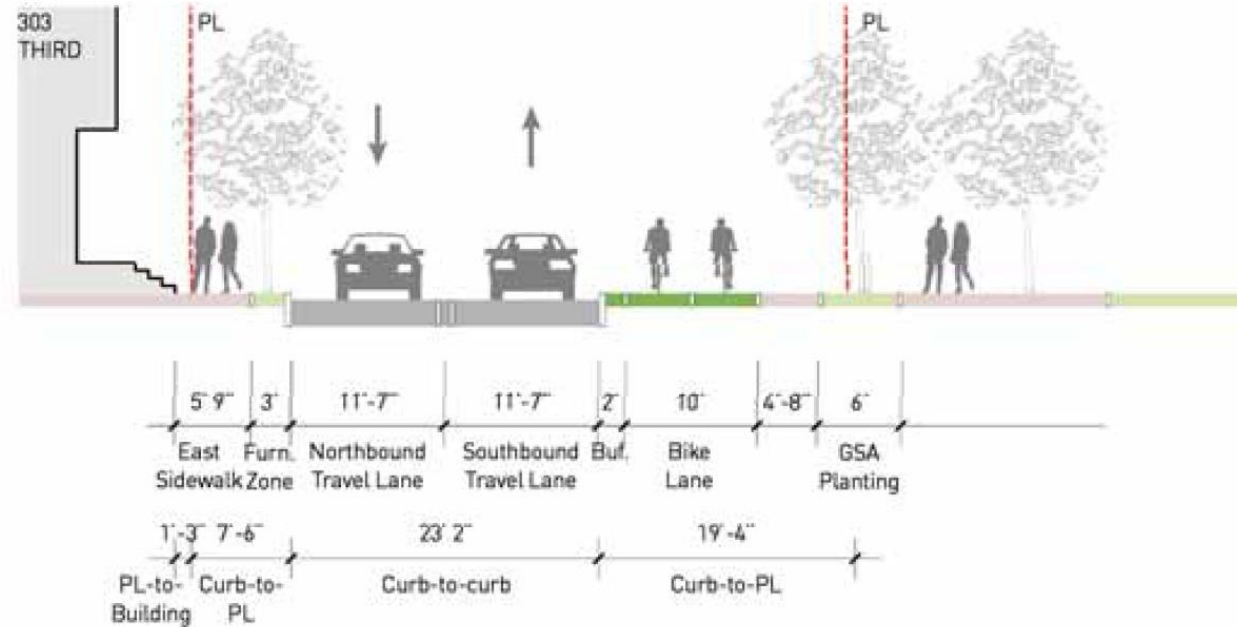 303
THIRD
PL
PL
5' 9"
3'
11'-7"
11'-7"
2'
10'
4'-8"
6'
East
Sidewalk
Furn.
Zone
Northbound
Travel Lane
Southbound
Travel Lane
Buf.
Bike
Lane
GSA
Planting
1'-3"
7'-6"
23' 2"
19'-4"
PL-to-
Building
Curb-to-
PL
Curb-to-curb
Curb-to-PL